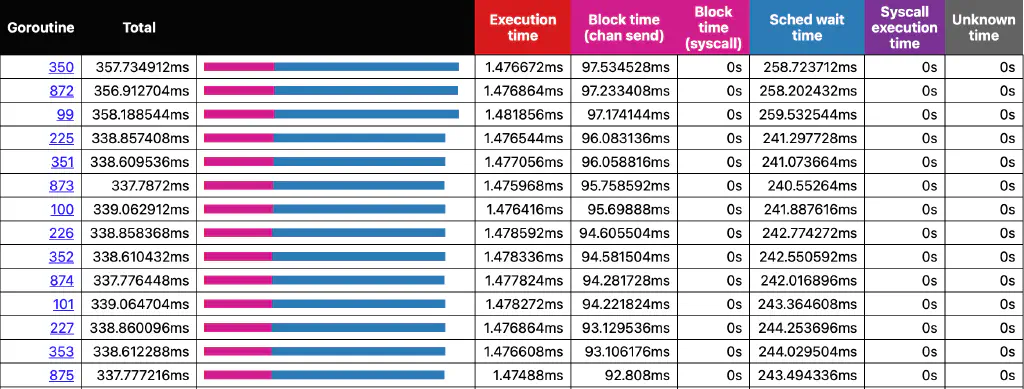 Goroutine Total Execution time Block time (chan send) Block time (syscall) Sched wait time Syscall execution time Unknown time
350 357.734912ms 1.476672ms 97.534528ms 0s 258.723712ms 0s 0s
872 356.912704ms 1.476864ms 97.233408ms 0s 258.202432ms 0s 0s
99 358.188544ms 1.481856ms 97.174144ms 0s 259.532544ms 0s 0s
225 338.857408ms 1.476544ms 96.083136ms 0s 241.297728ms 0s 0s
351 338.609536ms 1.477056ms 96.058816ms 0s 241.073664ms 0s 0s
873 337.7872ms 1.475968ms 95.758592ms 0s 240.55264ms 0s 0s
100 339.062912ms 1.476416ms 95.69888ms 0s 241.887616ms 0s 0s
226 338.858368ms 1.478592ms 94.605504ms 0s 242.774272ms 0s 0s
352 338.610432ms 1.478336ms 94.581504ms 0s 242.550592ms 0s 0s
874 337.776448ms 1.477824ms 94.281728ms 0s 242.016896ms 0s 0s
101 339.064704ms 1.478272ms 94.221824ms 0s 243.364608ms 0s 0s
227 338.860096ms 1.476864ms 93.129536ms 0s 244.253696ms 0s 0s
353 338.612288ms 1.476608ms 93.106176ms 0s 244.029504ms 0s 0s
875 337.777216ms 1.47488ms 92.808ms 0s 243.494336ms 0s 0s